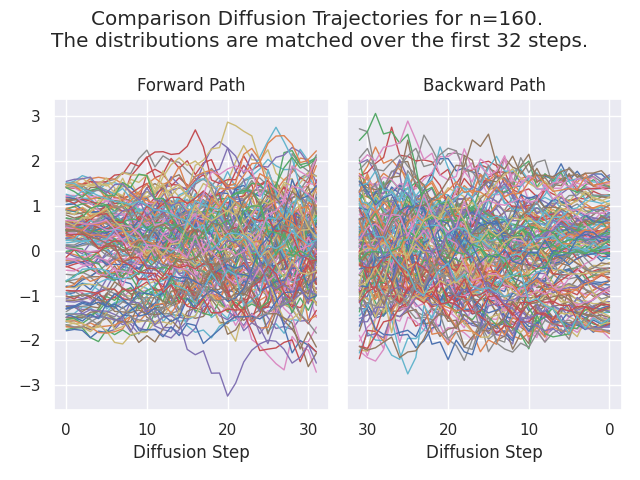 Comparison Diffusion Trajectories for n=160.
The distributions are matched over the first 32 steps.
Forward Path
Backward Path
3
2
1
0
−1
−2
−3
0 10 20 30
30 20 10 0
Diffusion Step
Diffusion Step